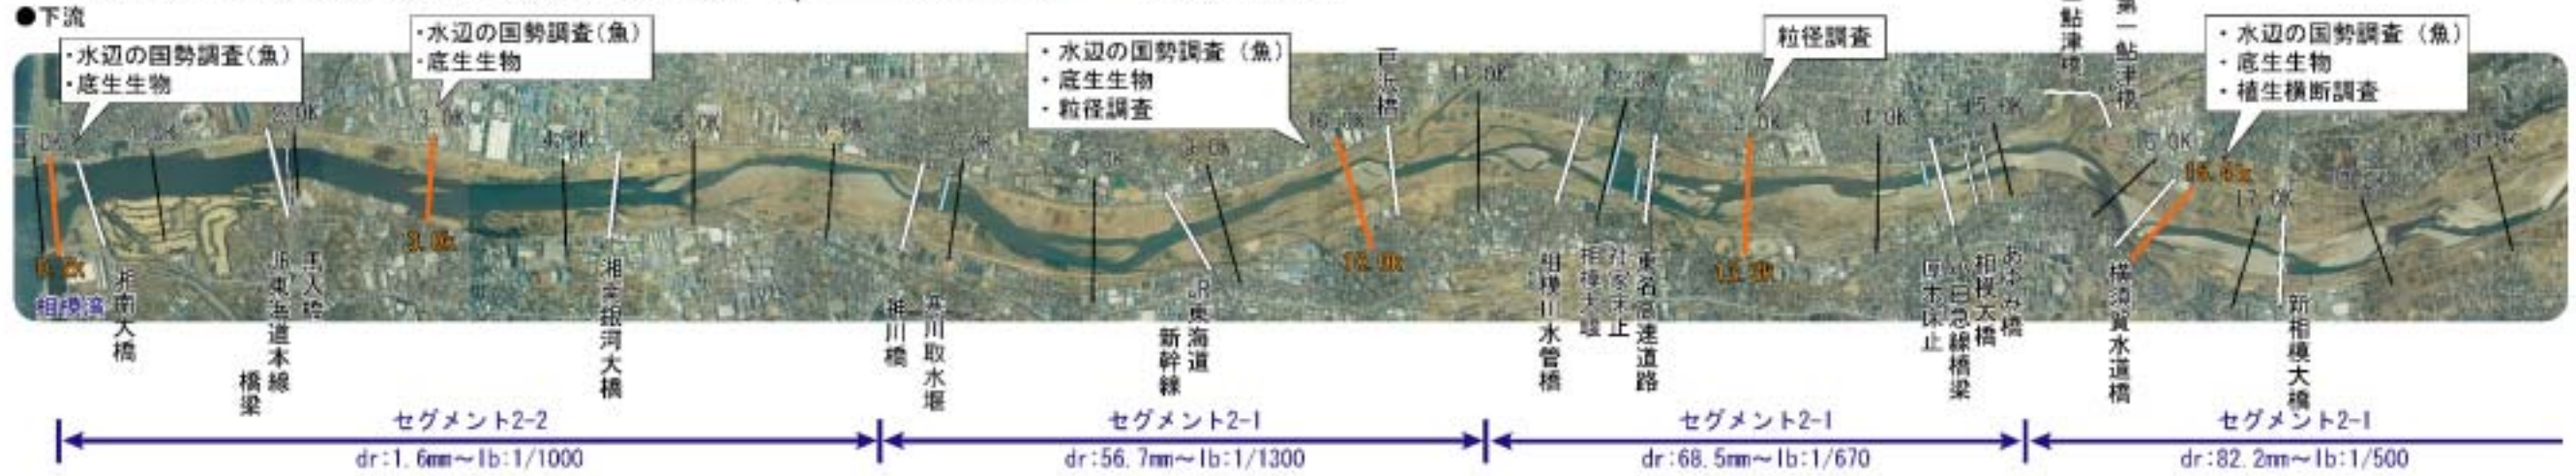 ●下流
・水辺の国勢調査(魚)
・底生生物
・水辺の国勢調査(魚)
・底生生物
・水辺の国勢調査(魚)
・底生生物
・粒径調査
粒径調査
・水辺の国勢調査(魚)
・底生生物
・植生横断調査
第一鮎津橋
戸沢橋
3.0K
11.0K
3.0k
相模湾
湘南大橋
JR東海道本線
橋梁
馬入橋
湘南銀河大橋
神川橋
寒川取水堰
JR東海道
新幹線
相模川水管橋
相模大堰
社家床止
東名高速道路
厚木床止
小田急線橋梁
相模大橋
あゆみ橋
横須賀水道橋
新相模大橋
セグメント2-2
dr:1.6mm～Ib:1/1000
セグメント2-1
dr:56.7mm～Ib:1/1300
セグメント2-1
dr:68.5mm～Ib:1/670
セグメント2-1
dr:82.2mm～Ib:1/500